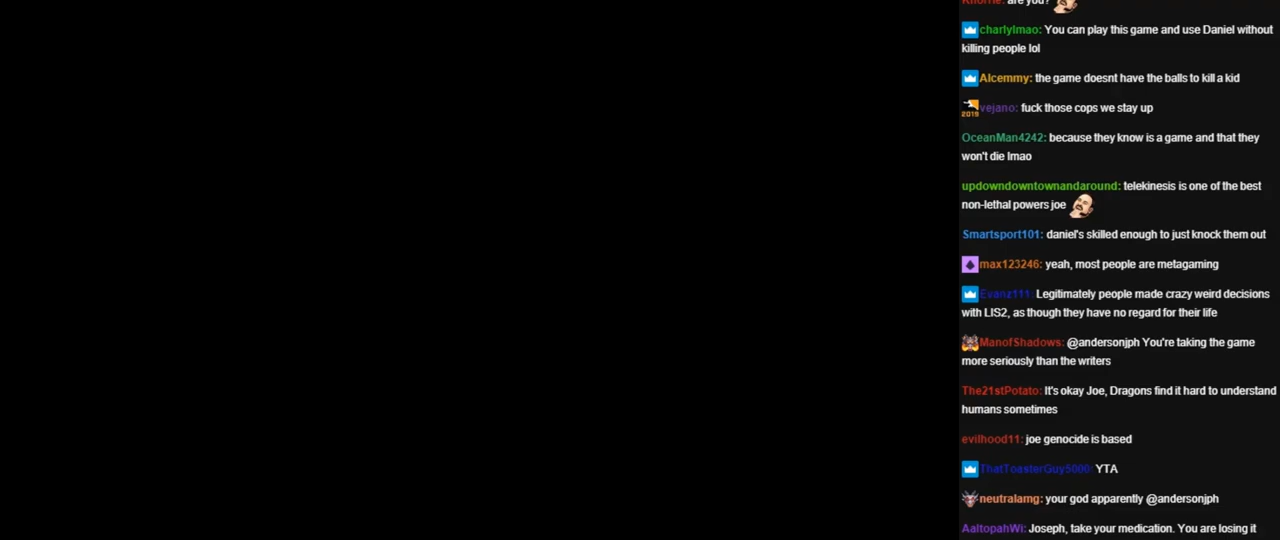 Khorrie: are you?
charlylmao: You can play this game and use Daniel without
killing people lol
Alcemmy: the game doesnt have the balls to kill a kid
2019 vejano: fuck those cops we stay up
OceanMan4242: because they know is a game and that they
won't die lmao
updowndowntownandaround: telekinesis is one of the best
non-lethal powers joe
Smartsport101: daniel's skilled enough to just knock them out
max123246: yeah, most people are metagaming
Evanz111: Legitimately people made crazy weird decisions
with LIS2, as though they have no regard for their life
ManofShadows: @andersonjph You're taking the game
more seriously than the writers
The21stPotato: It's okay Joe, Dragons find it hard to understand
humans sometimes
evilhood11: joe genocide is based
ThatToasterGuy5000: YTA
neutralamg: your god apparently @andersonjph
AaltopahWi: Joseph, take your medication. You are losing it